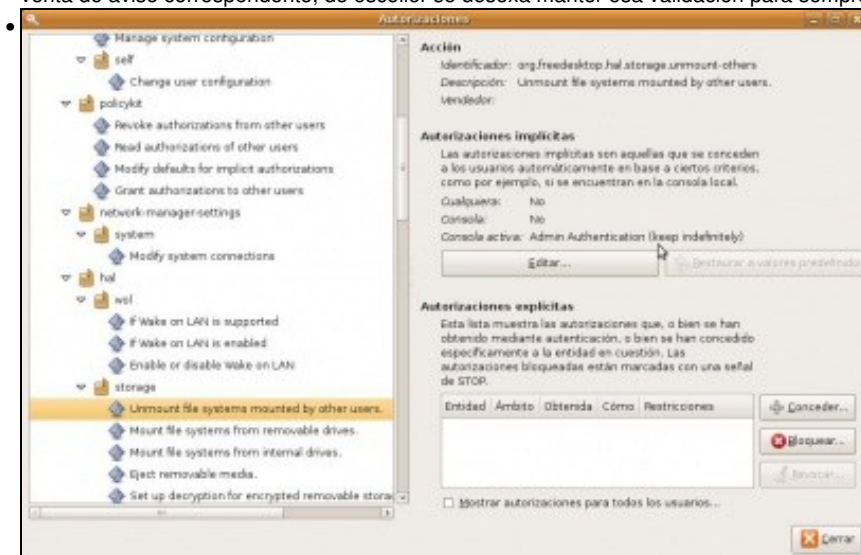 venta de aviso correspondente, de escoller se desexa manter esa validación para sempre
Autorizaciones
Manage system configuration
self
Change user configuration
policykit
Revoke authorizations from other users
Read authorizations of other users
Modify defaults for implicit authorizations
Grant authorizations to other users
network-manager-settings
system
Modify system connections
hal
wol
If Wake on LAN is supported
If Wake on LAN is enabled
Enable or disable Wake on LAN
storage
Unmount file systems mounted by other users.
Mount file systems from removable drives.
Mount file systems from internal drives.
Eject removable media.
Set up decryption for encrypted removable stora
Acción
Identificador: org.freedesktop.hal.storage.unmount-others
Descripción: Unmount file systems mounted by other users.
Vendedor:
Autorizaciones implícitas
Las autorizaciones implícitas son aquellas que se conceden
a los usuarios automáticamente en base a ciertos criterios,
como por ejemplo, si se encuentran en la consola local.
Cualquiera: No
Consola: No
Consola activa: Admin Authentication (keep indefinitely)
Editar...
Restaurar a valores predefinidos
Autorizaciones explícitas
Esta lista muestra las autorizaciones que, o bien se han
obtenido mediante autenticación, o bien se han concedido
específicamente a la entidad en cuestión. Las
autorizaciones bloqueadas están marcadas con una señal
de STOP.
Entidad Ámbito Obtenida Cómo Restricciones
Conceder...
Bloquear...
Revocar...
Mostrar autorizaciones para todos los usuarios...
Cerrar